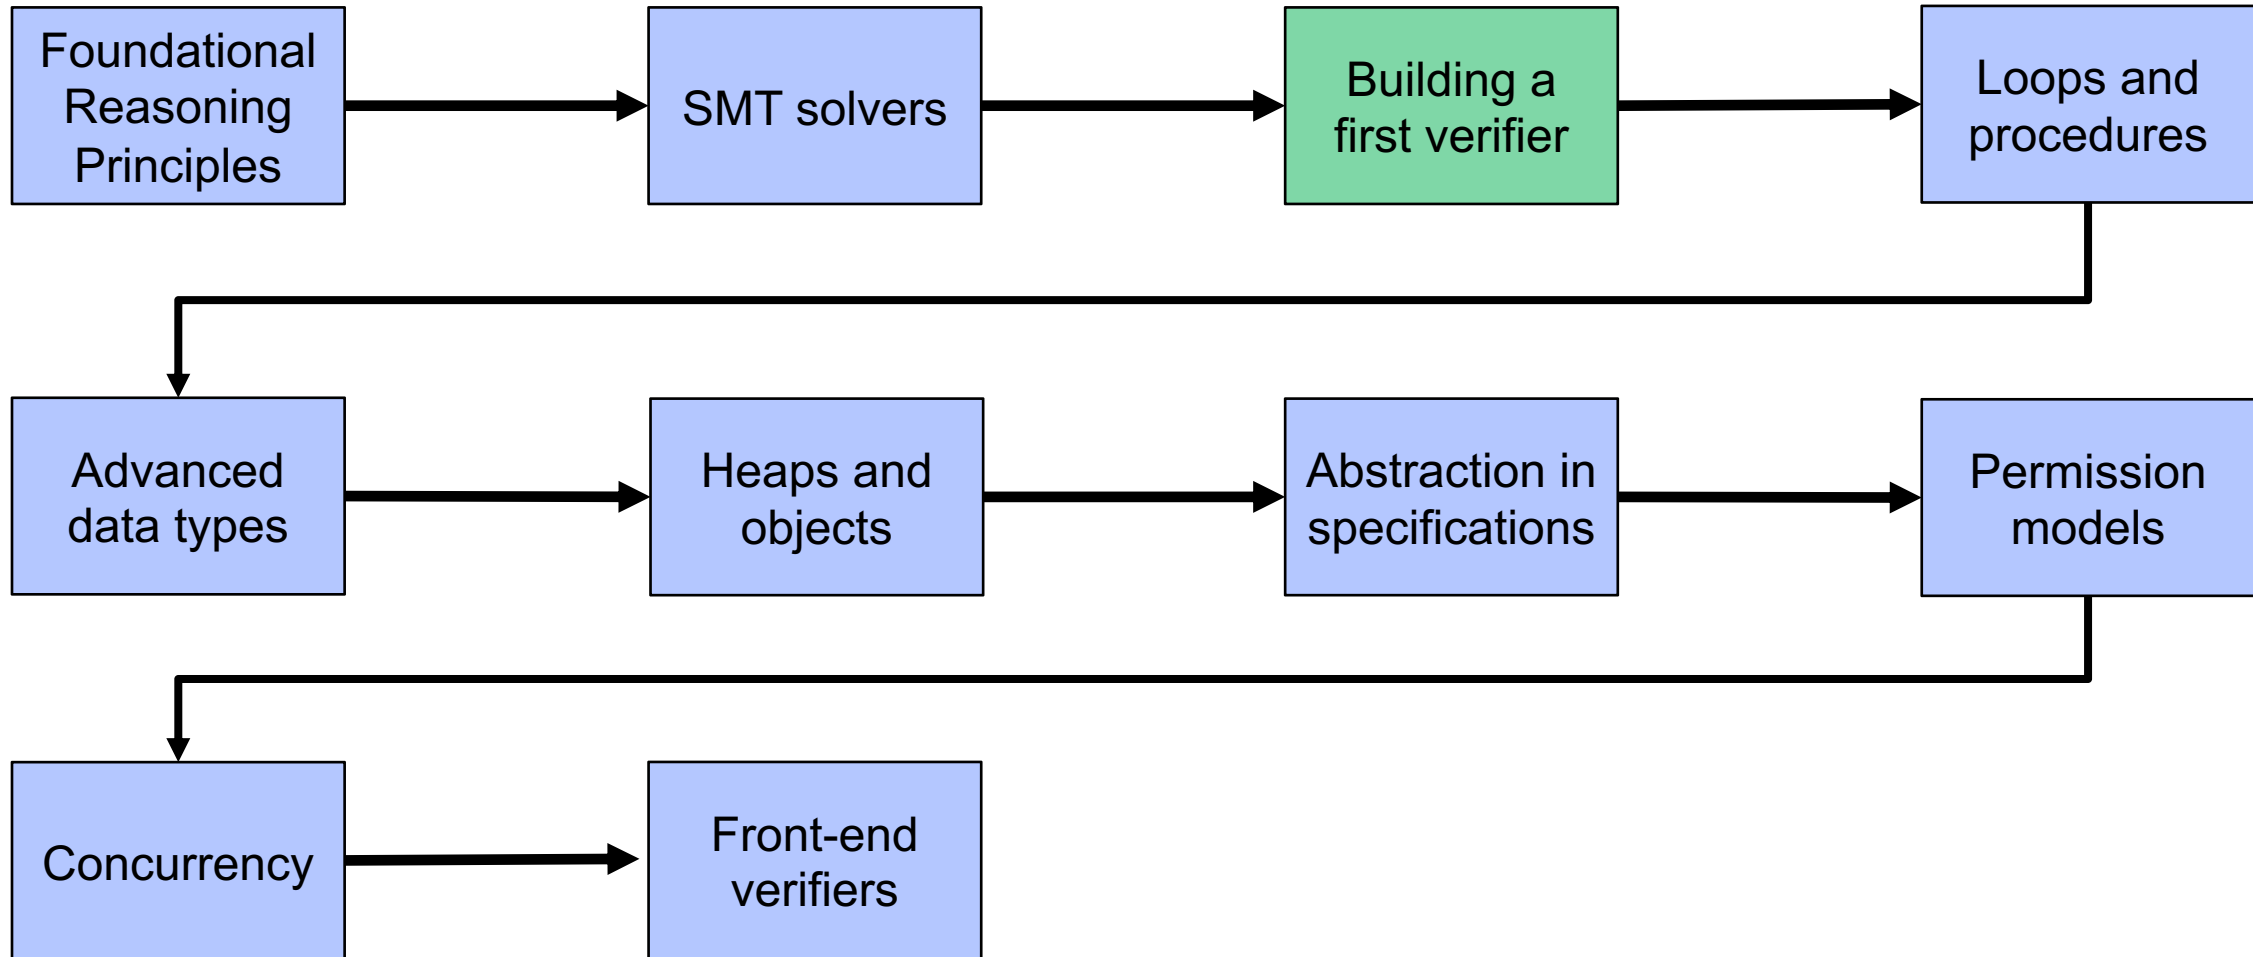 Foundational
Reasoning
Principles
SMT solvers
Building a
first verifier
Loops and
procedures
Advanced
data types
Heaps and
objects
Abstraction in
specifications
Permission
models
Concurrency
Front-end
verifiers